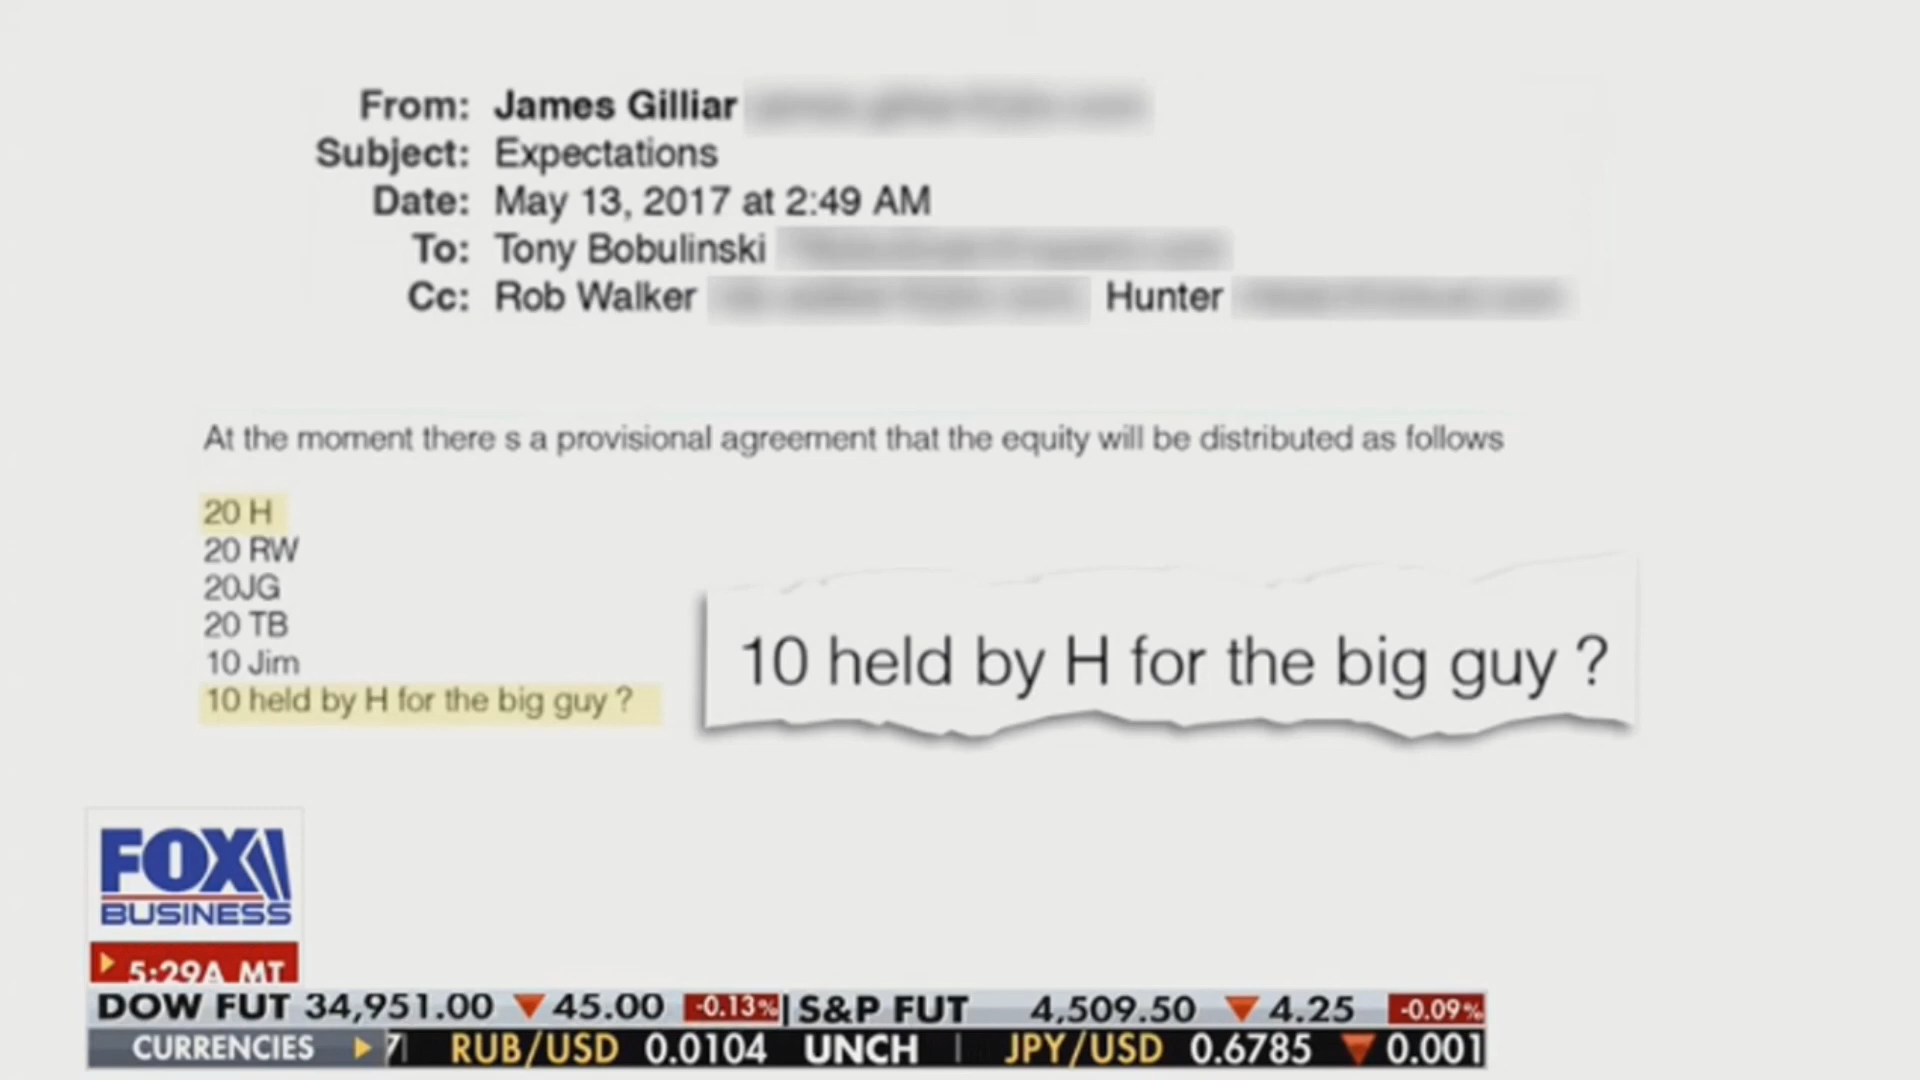 From: James Gilliar
Subject: Expectations
Date: May 13, 2017 at 2:49 AM
To: Tony Bobulinski
Cc: Rob Walker Hunter
At the moment there s a provisional agreement that the equity will be distributed as follows
20 H
20 RW
20JG
20 TB
10 Jim
10 held by H for the big guy ?
10 held by H for the big guy ?
FOX
BUSINESS
5:29A MT
DOW FUT 34,951.00 ▼ 45.00 -0.13% | S&P FUT 4,509.50 ▼ 4.25 -0.09%
CURRENCIES RUB/USD 0.0104 UNCH | JPY/USD 0.6785 ▼ 0.001